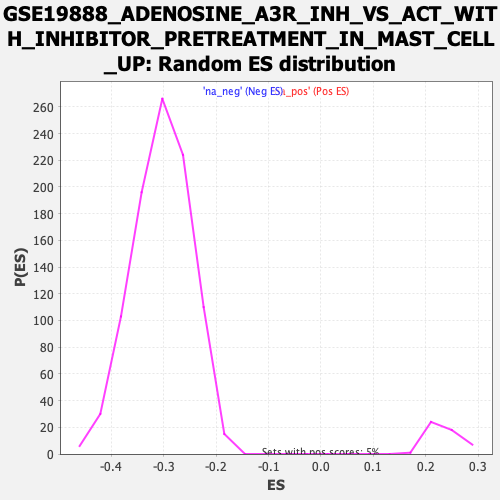 GSE19888_ADENOSINE_A3R_INH_VS_ACT_WIT
H_INHIBITOR_PRETREATMENT_IN_MAST_CELL
_UP: Random ES distribution
'na_neg' (Neg ES) _pos' (Pos ES)
260
240
220
200
180
160
140
120
100
80
60
40
20
0
P(ES)
Sets with pos scores: 5%
-0.4 -0.3 -0.2 -0.1 0.0 0.1 0.2 0.3
ES